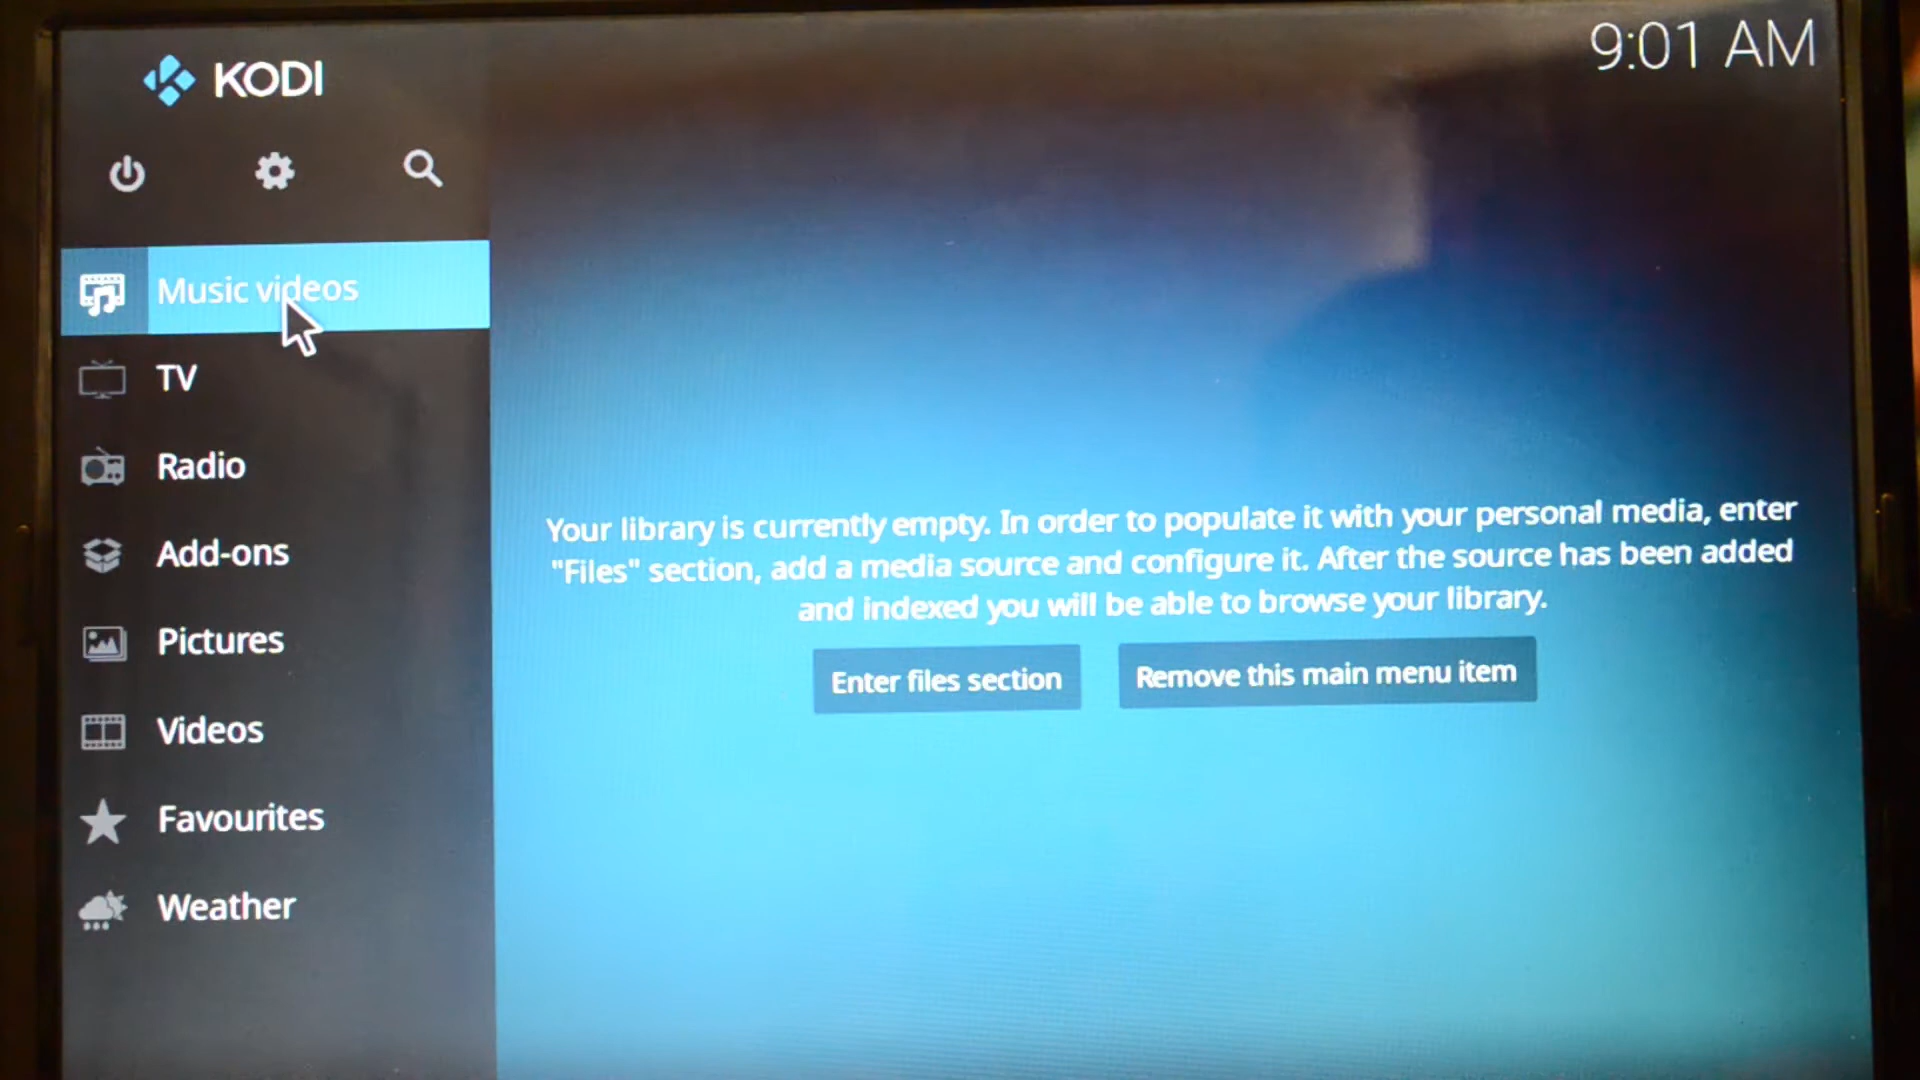 KODI
9:01 AM
Music videos
TV
Radio
Add-ons
Pictures
Videos
Favourites
Weather
Your library is currently empty. In order to populate it with your personal media, enter
"Files" section, add a media source and configure it. After the source has been added
and indexed you will be able to browse your library.
Enter files section
Remove this main menu item